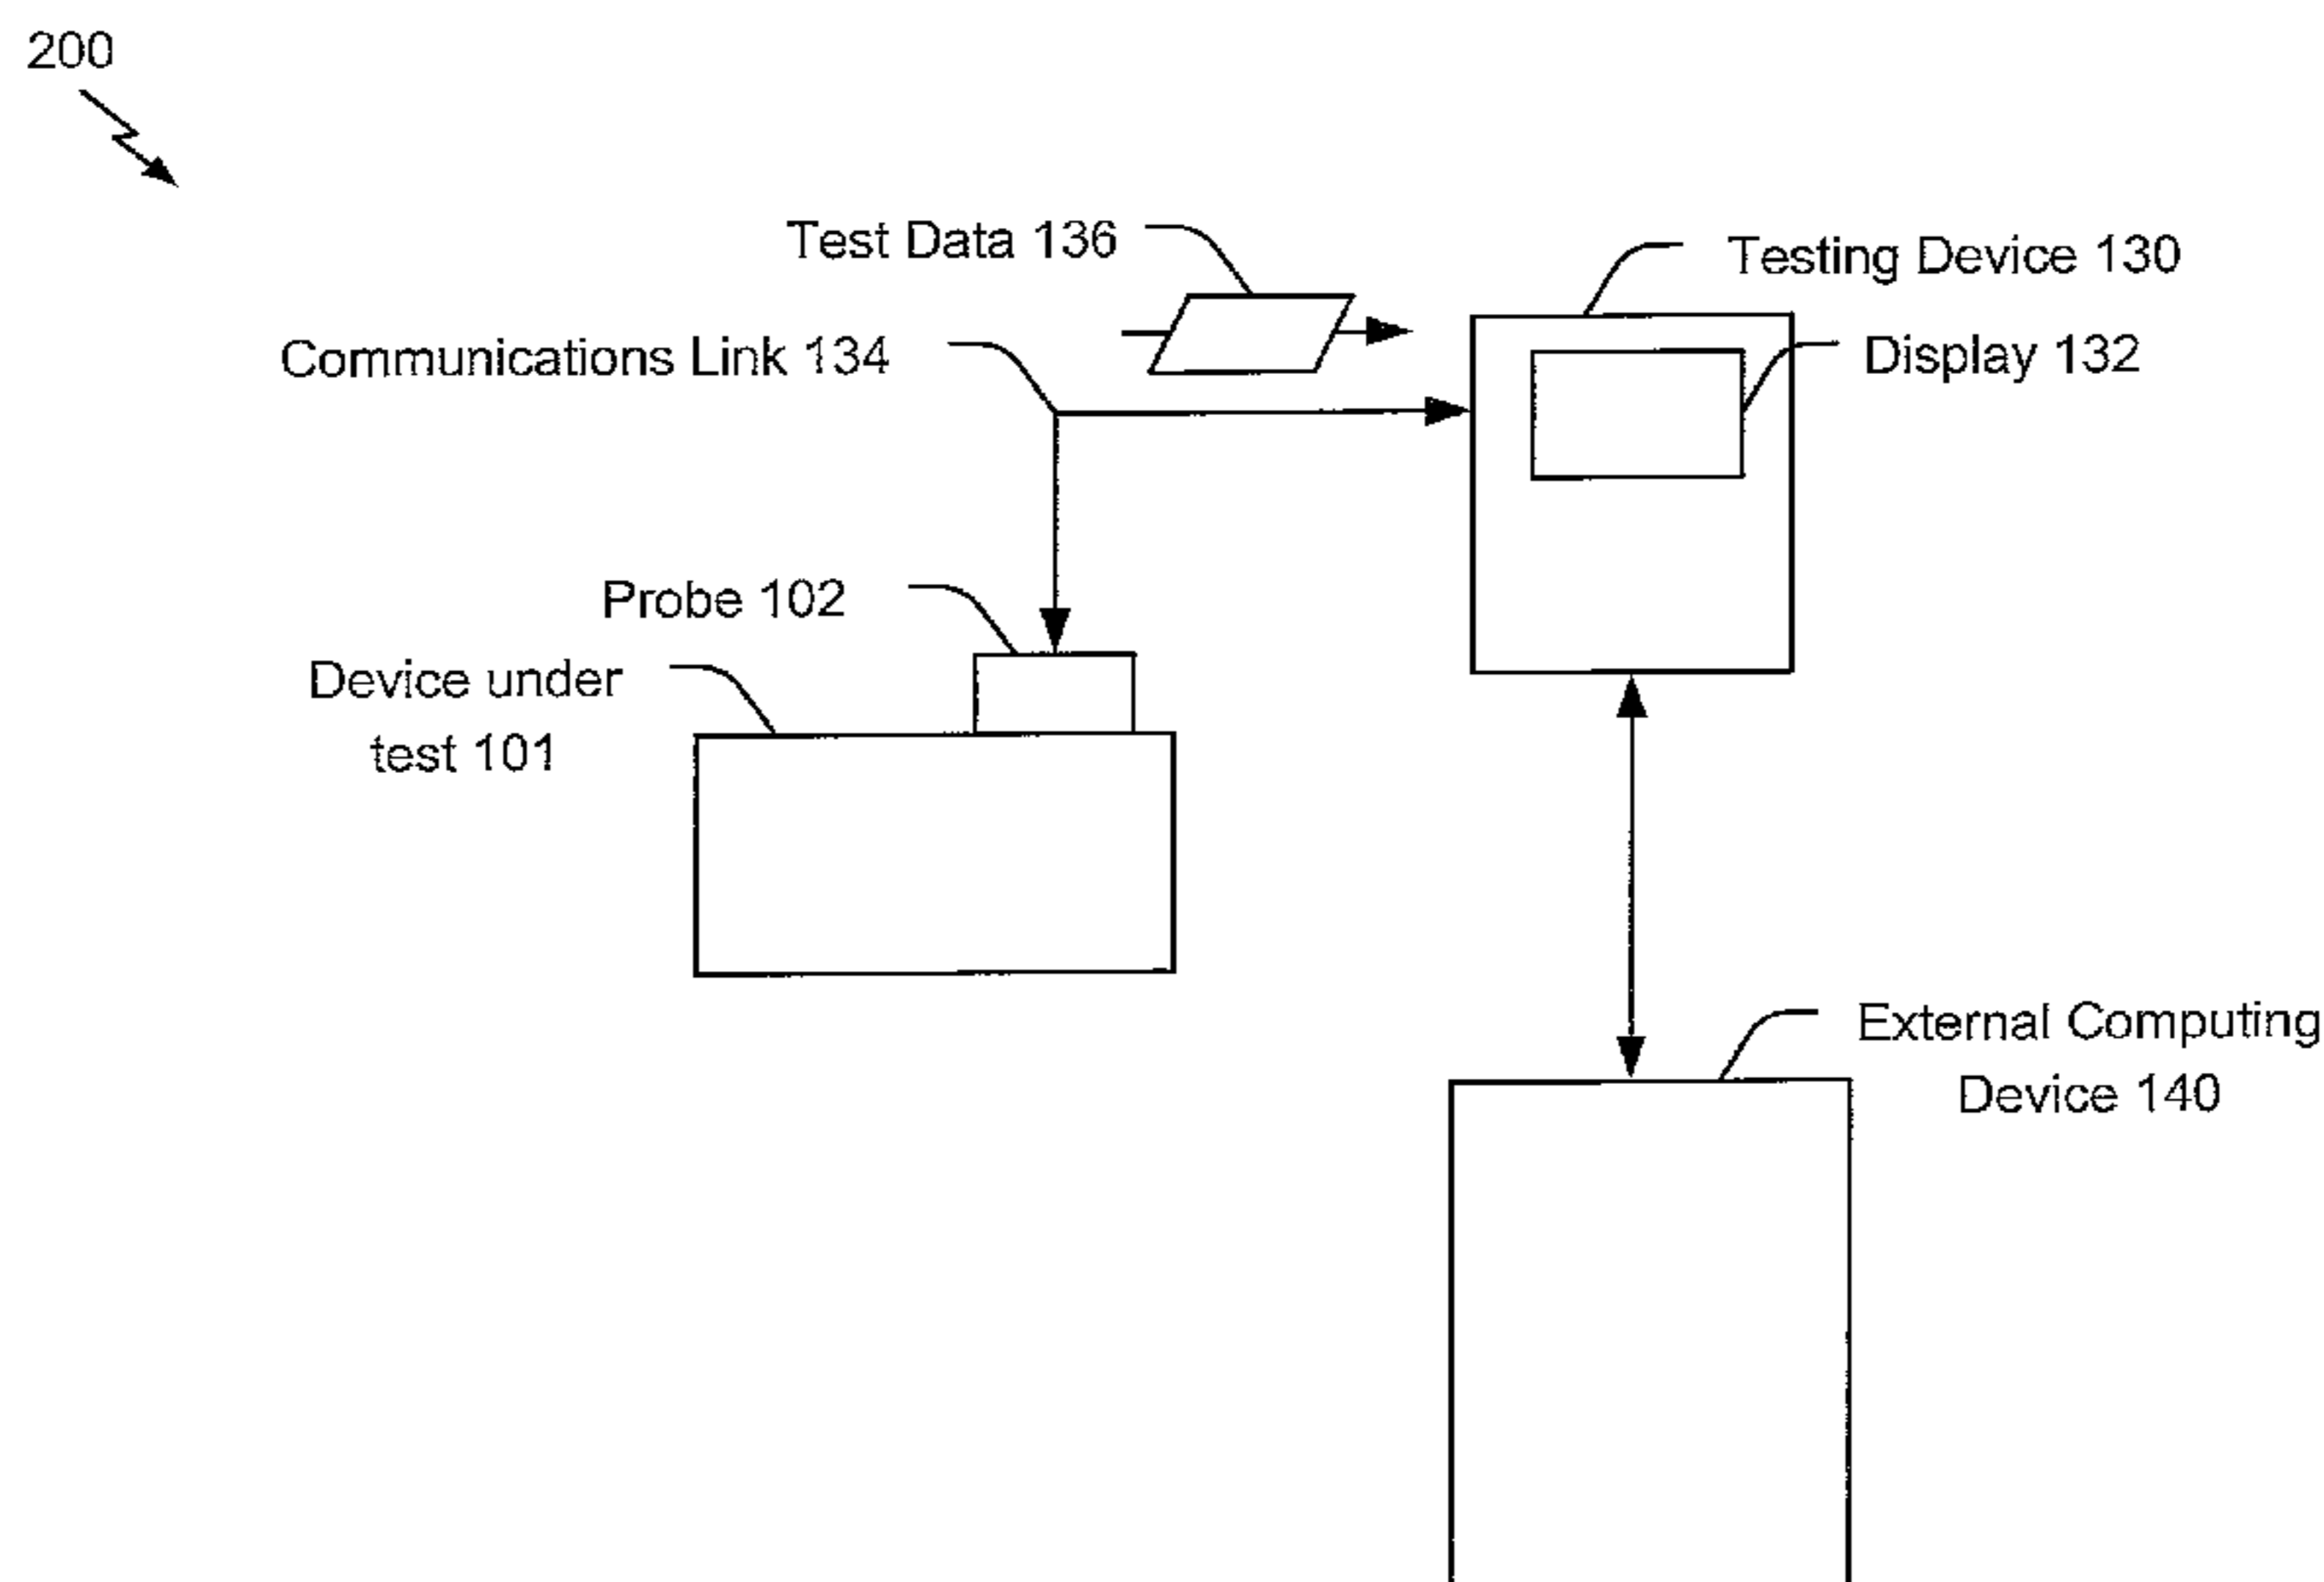 200
Test Data 136
Testing Device 130
Communications Link 134
Display 132
Probe 102
Device under
test 101
External Computing
Device 140